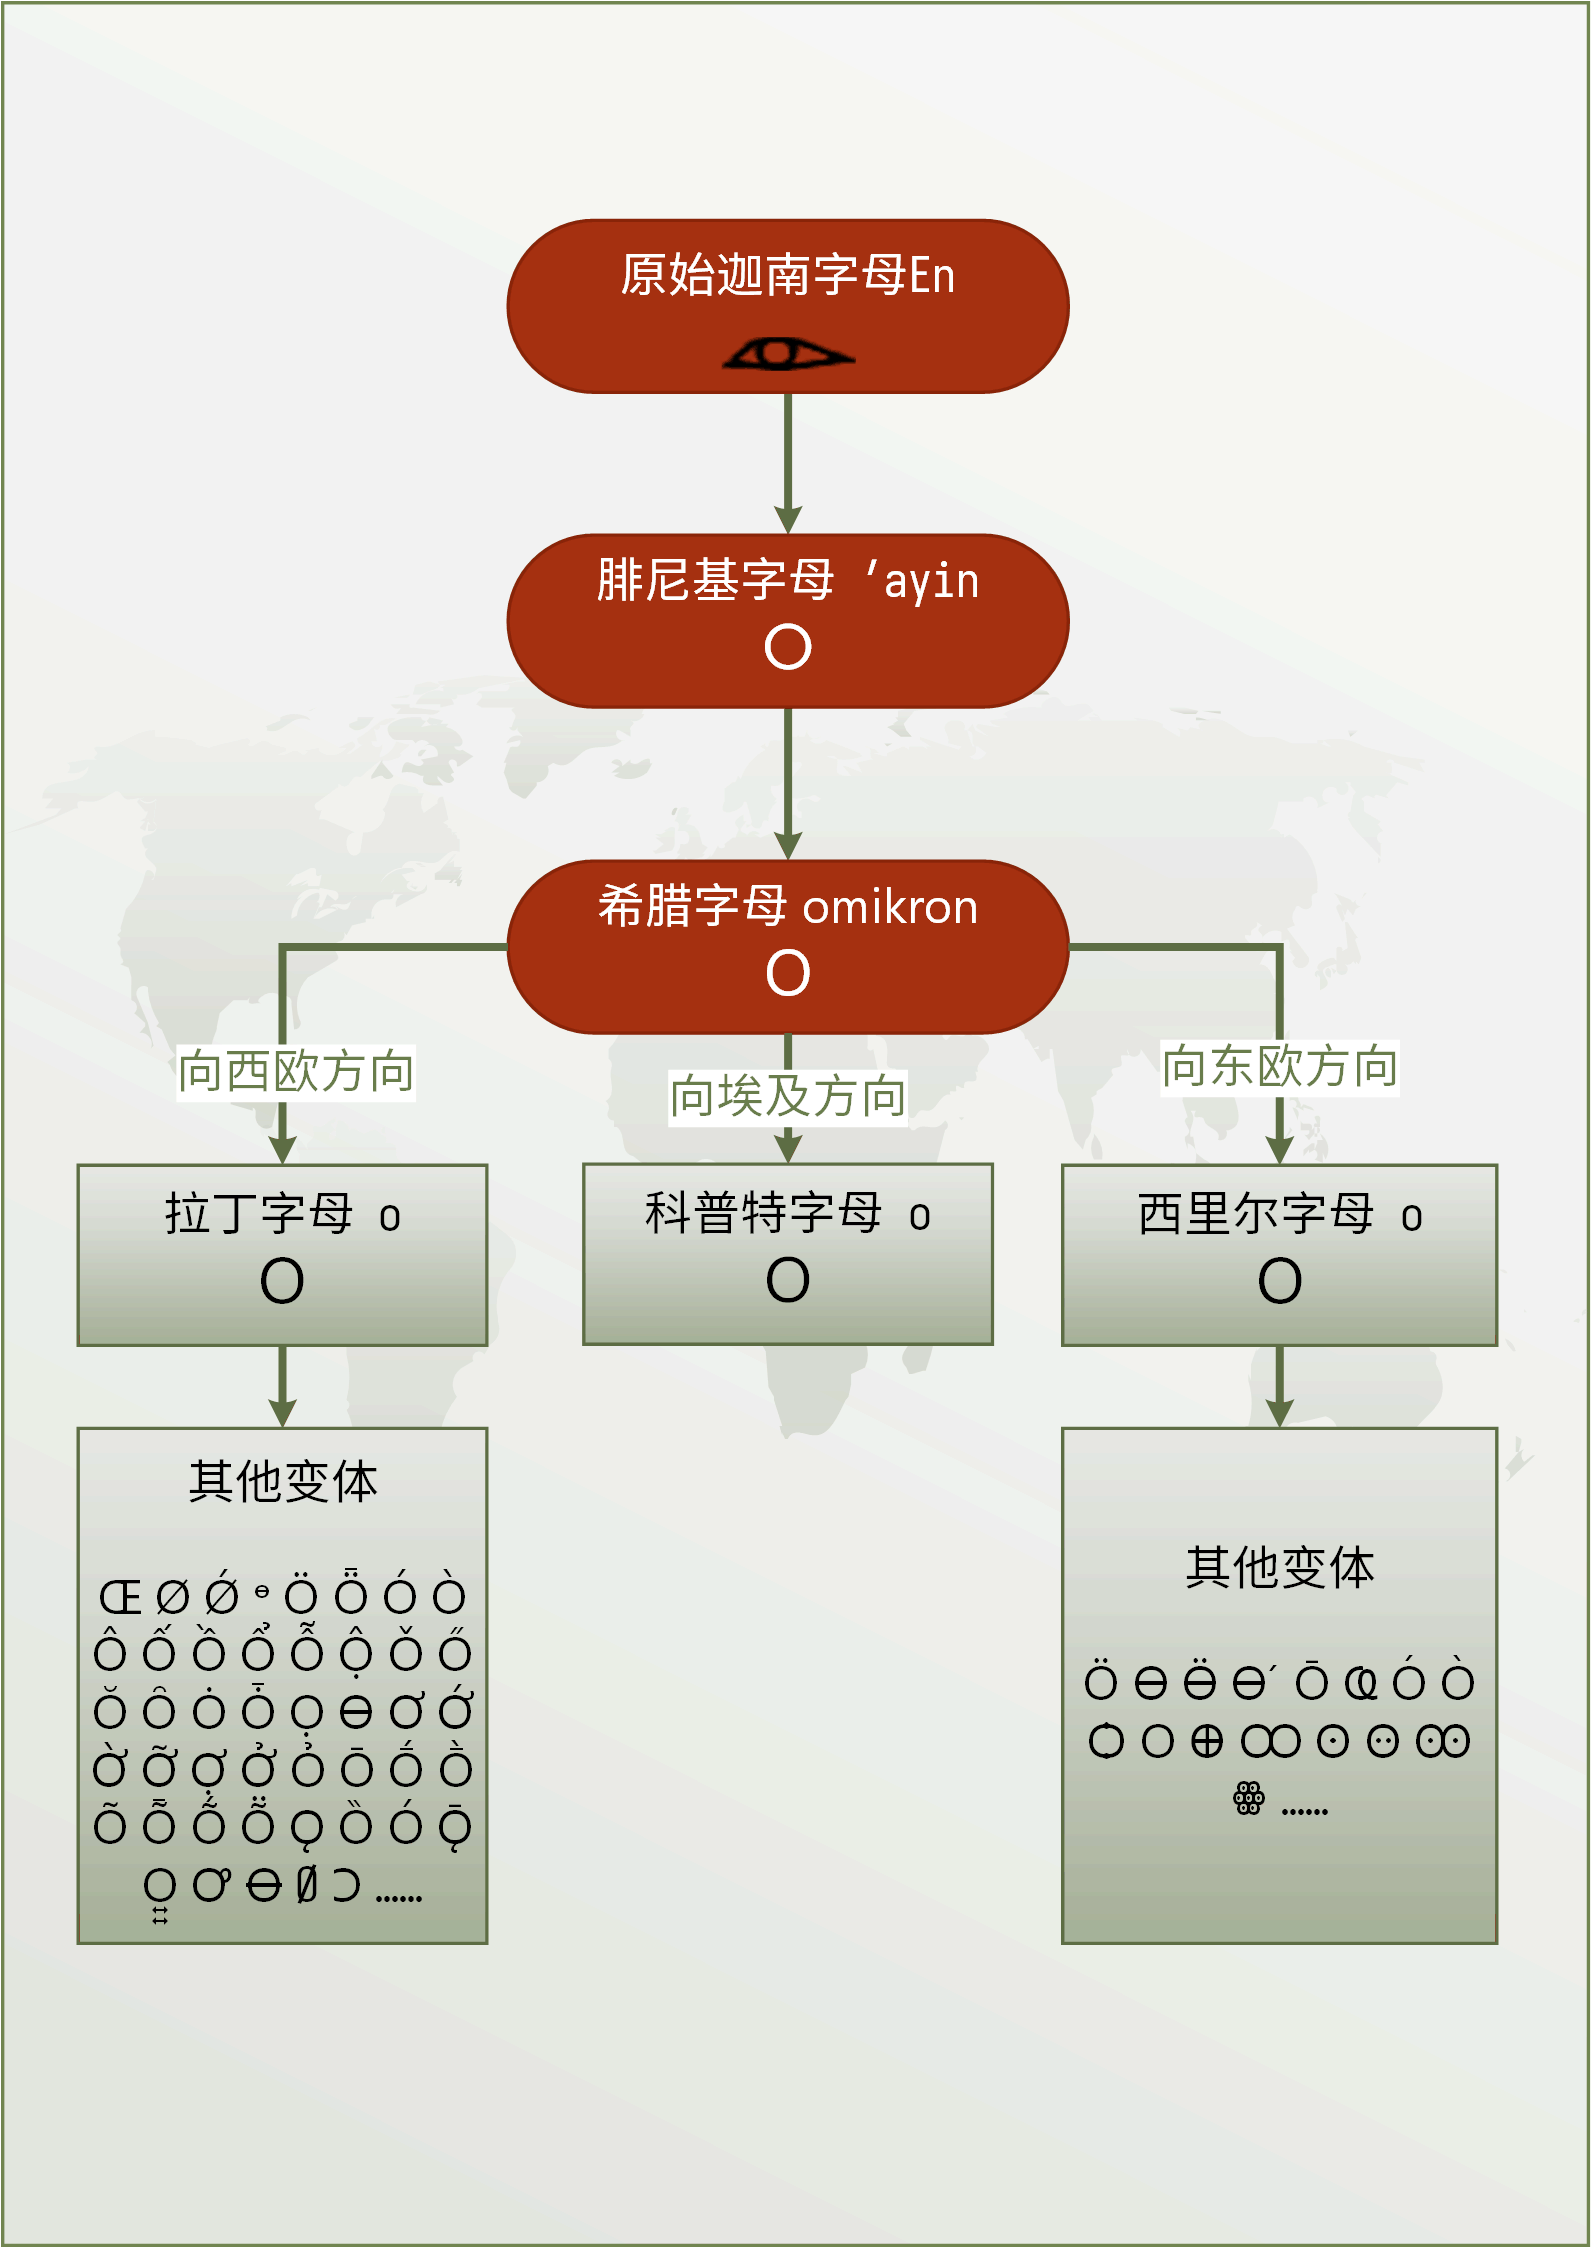 原始迦南字母En
腓尼基字母 ′ayin
O
希腊字母 omikron
O
向西欧方向
向埃及方向
向东欧方向
拉丁字母 o
O
科普特字母 o
O
西里尔字母 o
O
其他变体
Œ Ø Ǿ ᶱ Ö Ȫ Ó Ò
Ô Ố Ồ Ổ Ỗ Ộ Ǒ Ő
Ŏ Ȏ Ȯ Ȱ Ọ Ɵ Ơ Ớ
Ờ Ỡ Ợ Ở Ỏ Ō Ṓ Ṑ
Õ Ȭ Ṍ Ṏ Ǫ Ȍ Ó Ǭ
Ɔ ……
其他变体
Ӧ Ө Ӫ Ө́ О̄ Ҩ О́ О̀
Ѻ О Ꚛ Ꚙ Ꙩ Ꙫ Ꙭ
ꙮ ……